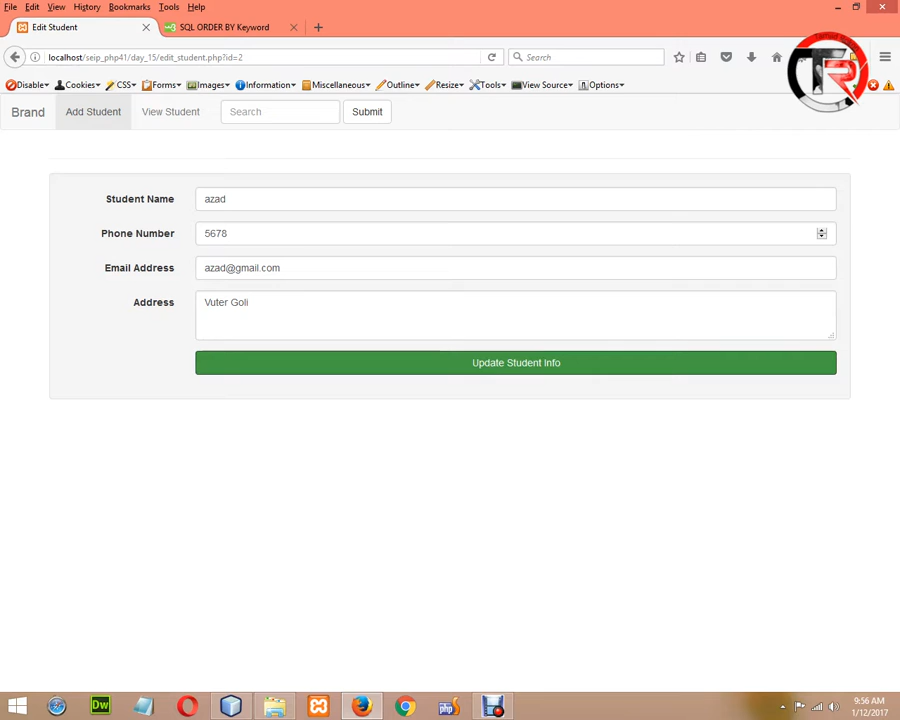 File Edit View History Bookmarks Tools Help
Edit Student
SQL ORDER BY Keyword
localhost/seip_php41/day_15/edit_student.php?id=2
Search
Disable Cookies CSS Forms Images Information Miscellaneous Outline Resize Tools View Source Options
Brand Add Student View Student Search Submit
Student Name azad
Phone Number 5678
Email Address azad@gmail.com
Address Vuter Goli
Update Student Info
Dw
php
9:56 AM
1/12/2017